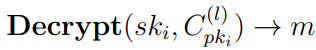 Decrypt(sk_i, C_{pk_i}^{(l)}) → m